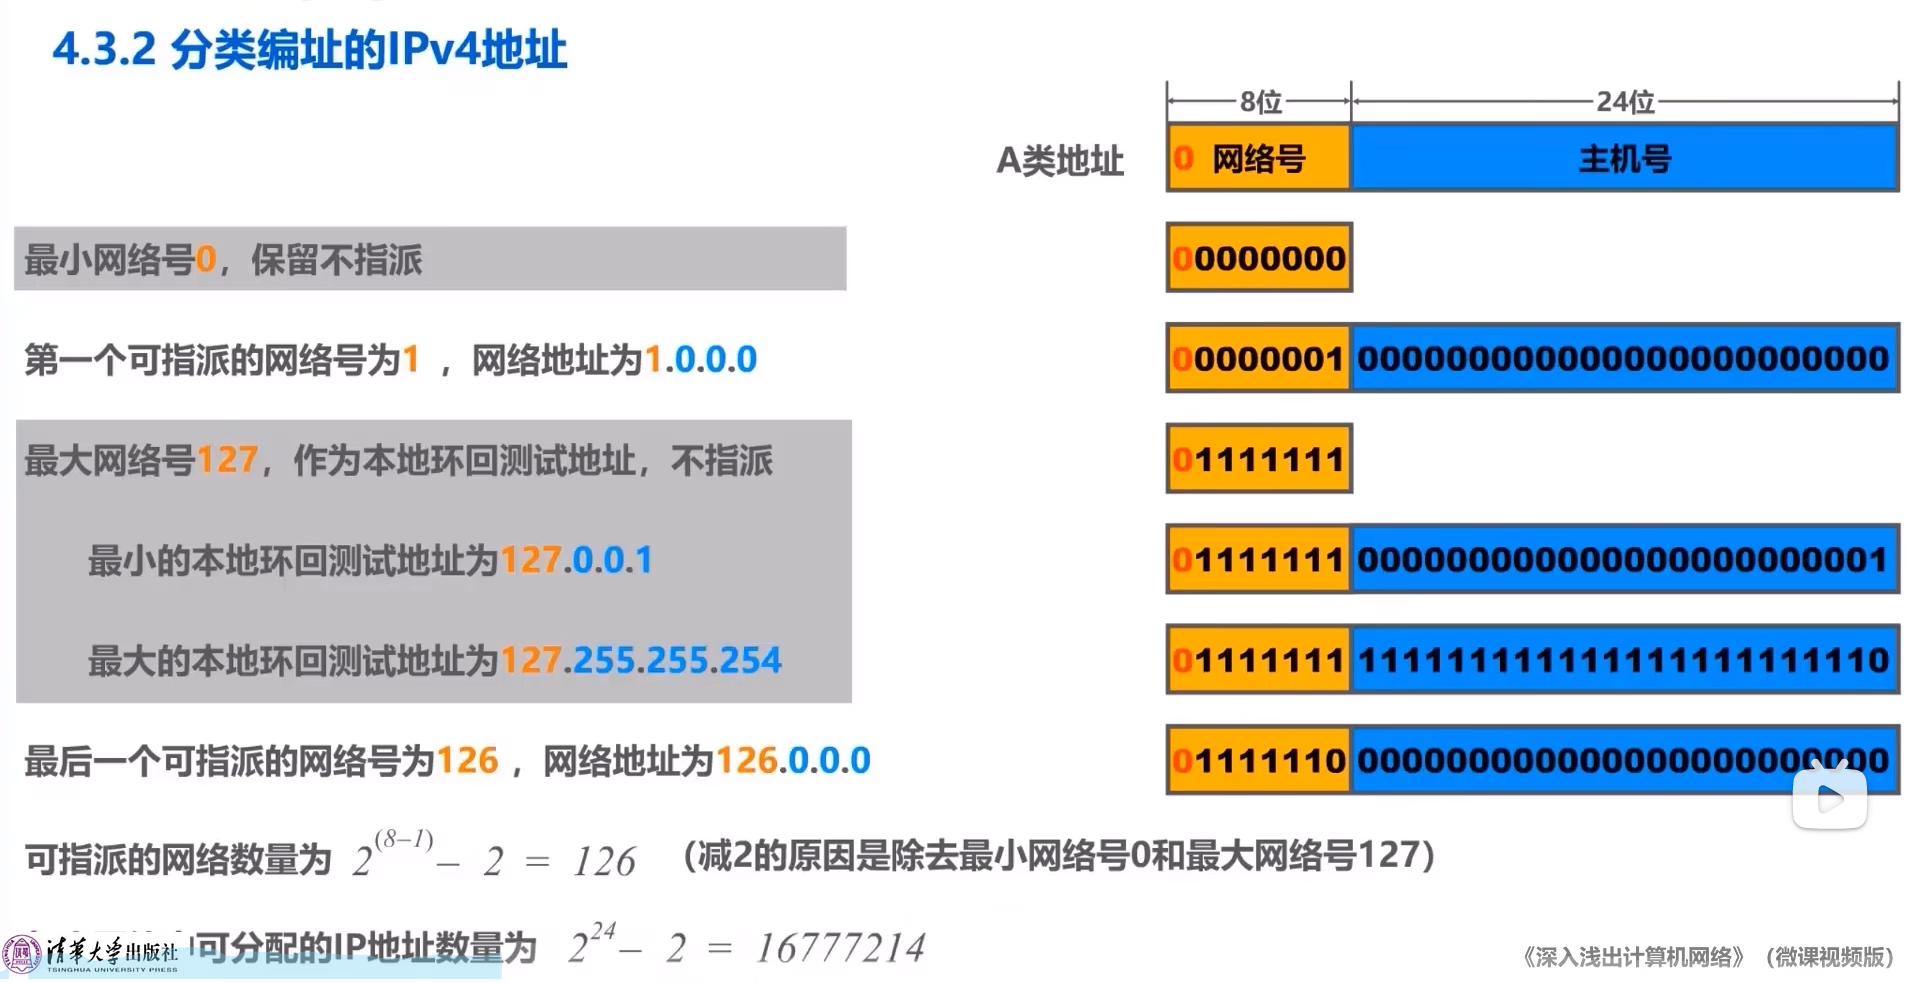 4.3.2 分类编址的IPv4地址
8位
24位
A类地址
0 网络号
主机号
最小网络号0，保留不指派
00000000
第一个可指派的网络号为1 ，网络地址为1.0.0.0
00000001 000000000000000000000000
最大网络号127，作为本地环回测试地址，不指派
01111111
最小的本地环回测试地址为127.0.0.1
01111111 000000000000000000000001
最大的本地环回测试地址为127.255.255.254
01111111 111111111111111111111110
最后一个可指派的网络号为126 ，网络地址为126.0.0.0
01111110 000000000000000000000000
可指派的网络数量为 2^(8-1) - 2 = 126 （减2的原因是除去最小网络号0和最大网络号127）
可分配的IP地址数量为 2^24 - 2 = 16777214
清华大学出版社
TSINGHUA UNIVERSITY PRESS
《深入浅出计算机网络》（微课视频版）